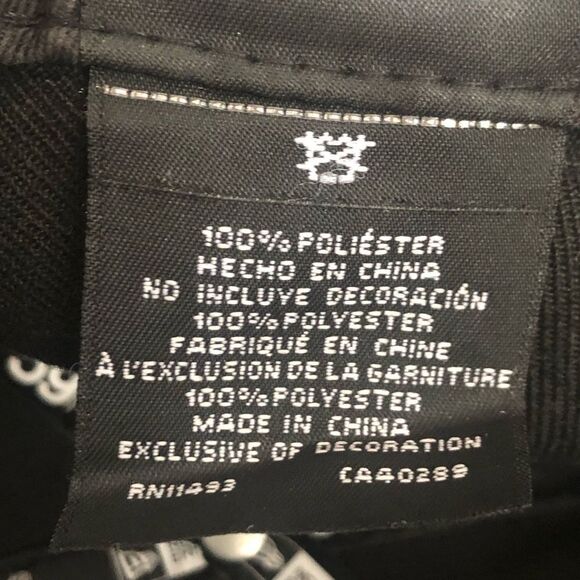 100% POLIÉSTER
HECHO EN CHINA
NO INCLUYE DECORACIÓN
100% POLYESTER
FABRIQUÉ EN CHINE
À L'EXCLUSION DE LA GARNITURE
100% POLYESTER
MADE IN CHINA
EXCLUSIVE OF DECORATION
RN11493 CA40289